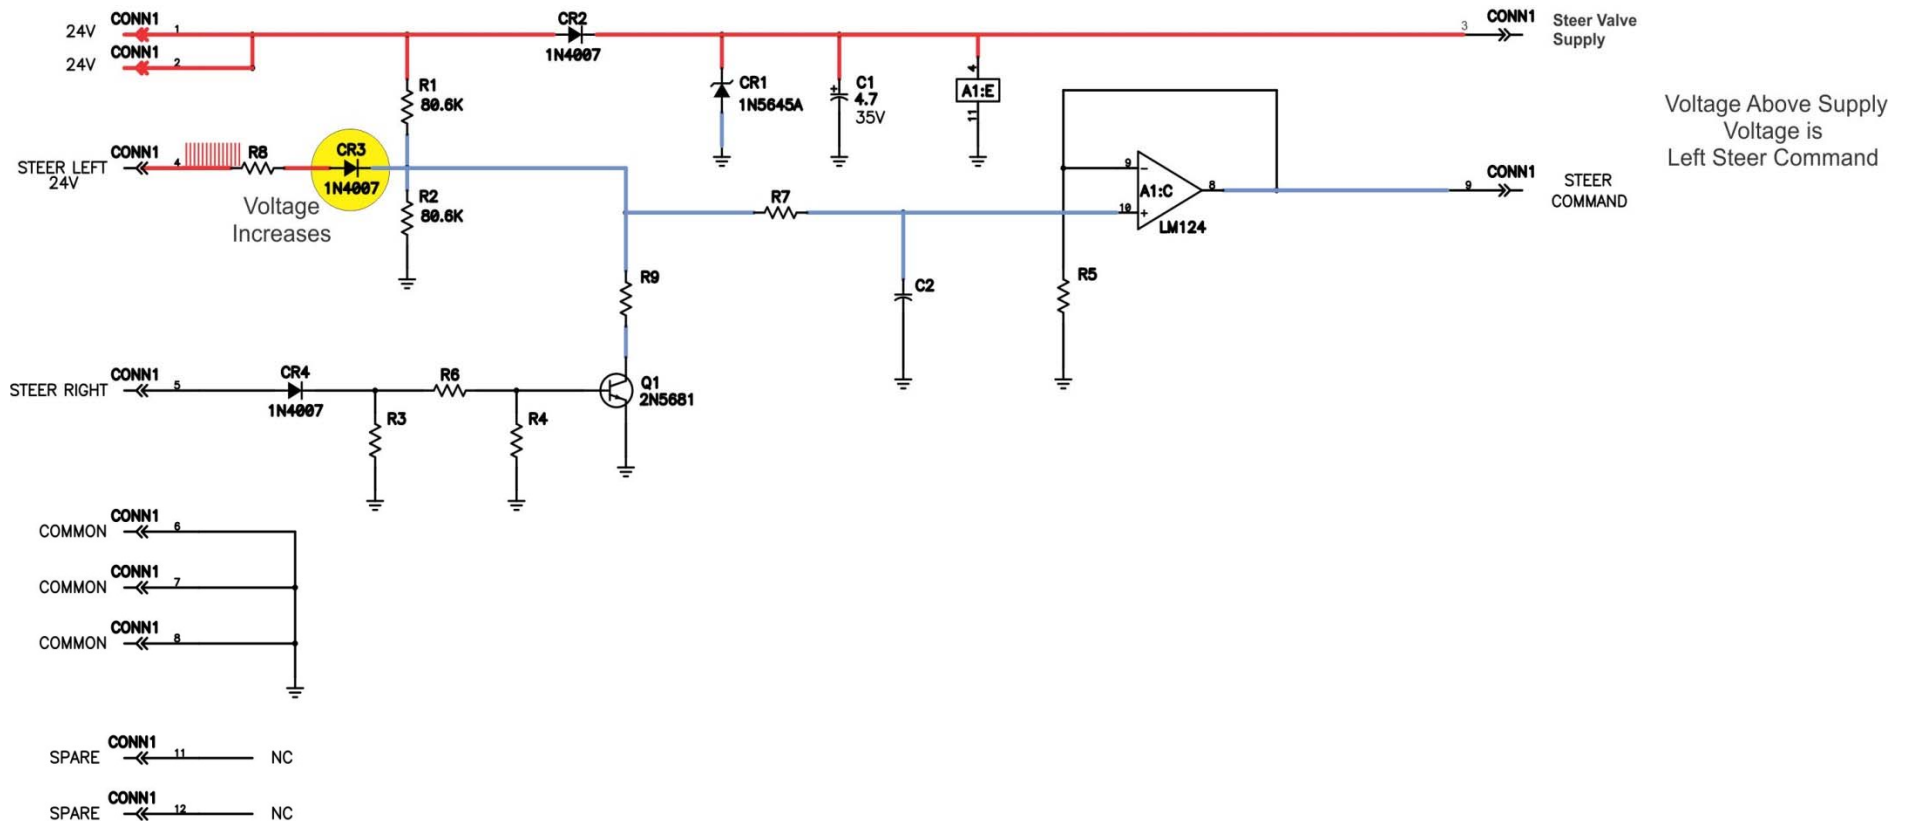 CONN1
24V
1
CONN1
24V
2
CR2
1N4007
3
CONN1
Steer Valve
Supply
R1
80.6K
CR1
1N5645A
C1
+
4.7
35V
4
A1:E
11
Voltage Above Supply
Voltage is
Left Steer Command
CONN1
STEER LEFT
24V
4
R8
CR3
1N4007
Voltage
Increases
R2
80.6K
R7
9
-
A1:C
10
+
LM124
8
9
CONN1
STEER
COMMAND
R9
C2
R5
CONN1
STEER RIGHT
5
CR4
1N4007
R6
R3
R4
Q1
2N5681
CONN1
COMMON
6
CONN1
COMMON
7
CONN1
COMMON
8
CONN1
SPARE
11
NC
CONN1
SPARE
12
NC